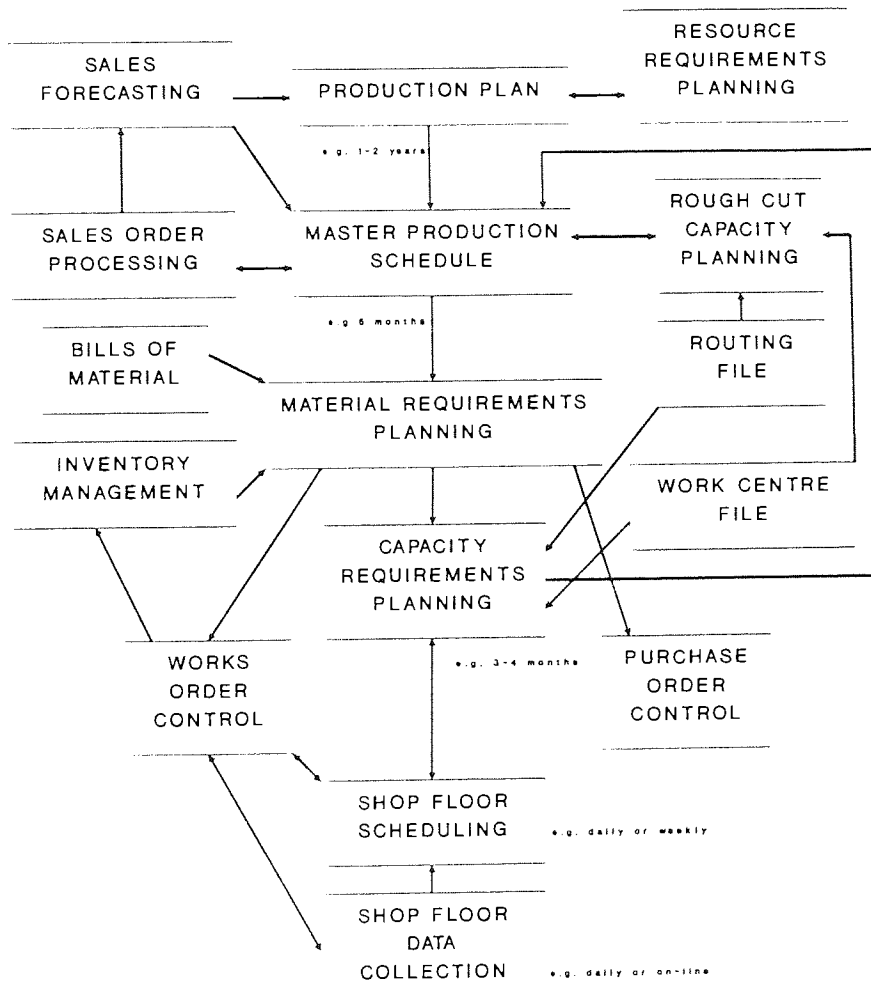 SALES
FORECASTING
PRODUCTION PLAN
RESOURCE
REQUIREMENTS
PLANNING
e.g. 1-2 years
SALES ORDER
PROCESSING
MASTER PRODUCTION
SCHEDULE
ROUGH CUT
CAPACITY
PLANNING
e.g 6 months
BILLS OF
MATERIAL
ROUTING
FILE
MATERIAL REQUIREMENTS
PLANNING
INVENTORY
MANAGEMENT
WORK CENTRE
FILE
CAPACITY
REQUIREMENTS
PLANNING
WORKS
ORDER
CONTROL
e.g. 3-4 months
PURCHASE
ORDER
CONTROL
SHOP FLOOR
SCHEDULING
e.g. daily or weekly
SHOP FLOOR
DATA
COLLECTION
e.g. daily or on-line